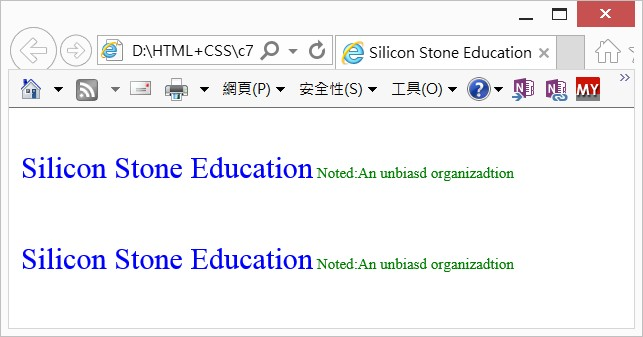 D:\HTML+CSS\c7
Silicon Stone Education
網頁(P) 安全性(S) 工具(O) ? N N MY
Silicon Stone Education Noted:An unbiasd organizadtion
Silicon Stone Education Noted:An unbiasd organizadtion